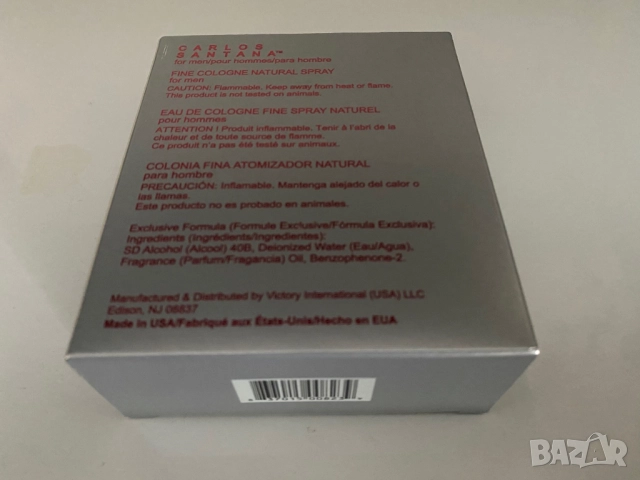 CARLOS
SANTANA™
for men/pour hommes/para hombre
FINE COLOGNE NATURAL SPRAY
for men
CAUTION: Flammable. Keep away from heat or flame.
This product is not tested on animals.
EAU DE COLOGNE FINE SPRAY NATUREL
pour hommes
ATTENTION ! Produit inflammable. Tenir à l'abri de la
chaleur et de toute source de flamme.
Ce produit n'a pas été testé sur animaux.
COLONIA FINA ATOMIZADOR NATURAL
para hombre
PRECAUCIÓN: Inflamable. Mantenga alejado del calor o
las llamas.
Este producto no es probado en animales.
Exclusive Formula (Formule Exclusive/Fórmula Exclusiva):
Ingredients (Ingrédients/Ingredientes):
SD Alcohol (Alcool) 40B, Deionized Water (Eau/Agua),
Fragrance (Parfum/Fragancia) Oil, Benzophenone-2.
Manufactured & Distributed by Victory International (USA) LLC
Edison, NJ 08837
Made in USA/Fabriqué aux États-Unis/Hecho en EUA
BAZAR